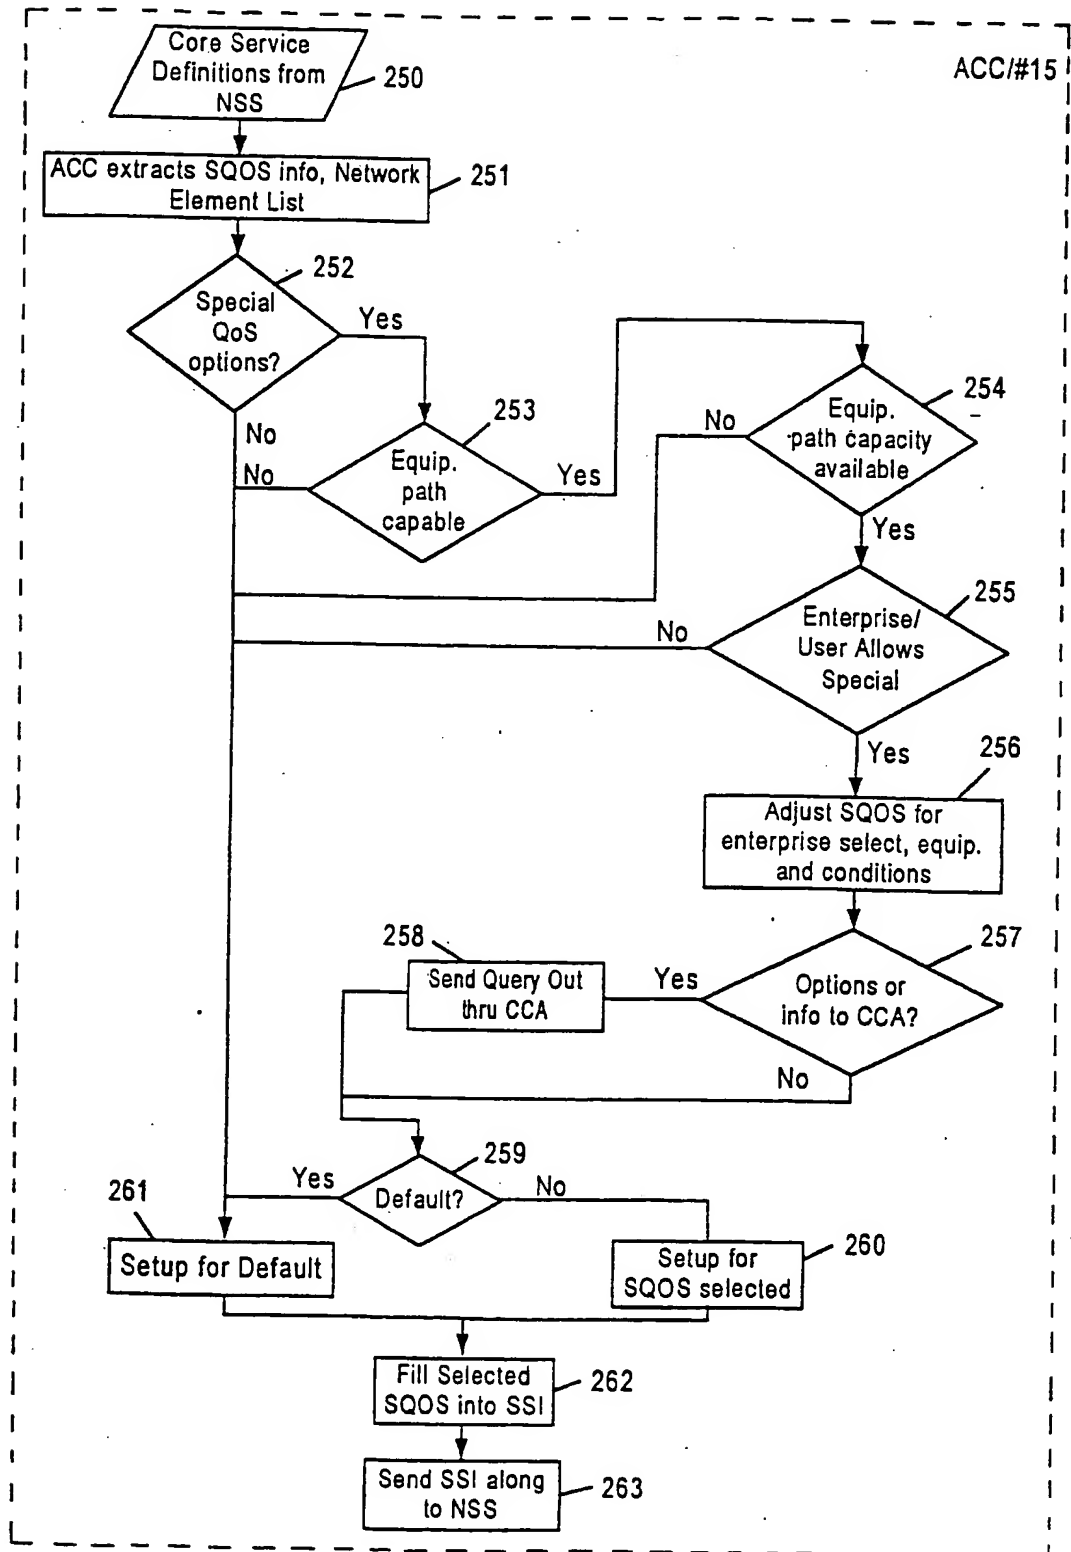 Core Service
Definitions from
NSS
250
ACC/#15
ACC extracts SQOS info, Network
Element List
251
252
Special
QoS
options?
Yes
No
253
Equip.
path
capable
No
Yes
254
Equip.
path capacity
available
No
Yes
255
Enterprise/
User Allows
Special
No
Yes
256
Adjust SQOS for
enterprise select, equip.
and conditions
257
Options or
info to CCA?
Yes
No
258
Send Query Out
thru CCA
259
Default?
Yes
No
261
Setup for Default
260
Setup for
SQOS selected
Fill Selected
SQOS into SSI
262
Send SSI along
to NSS
263